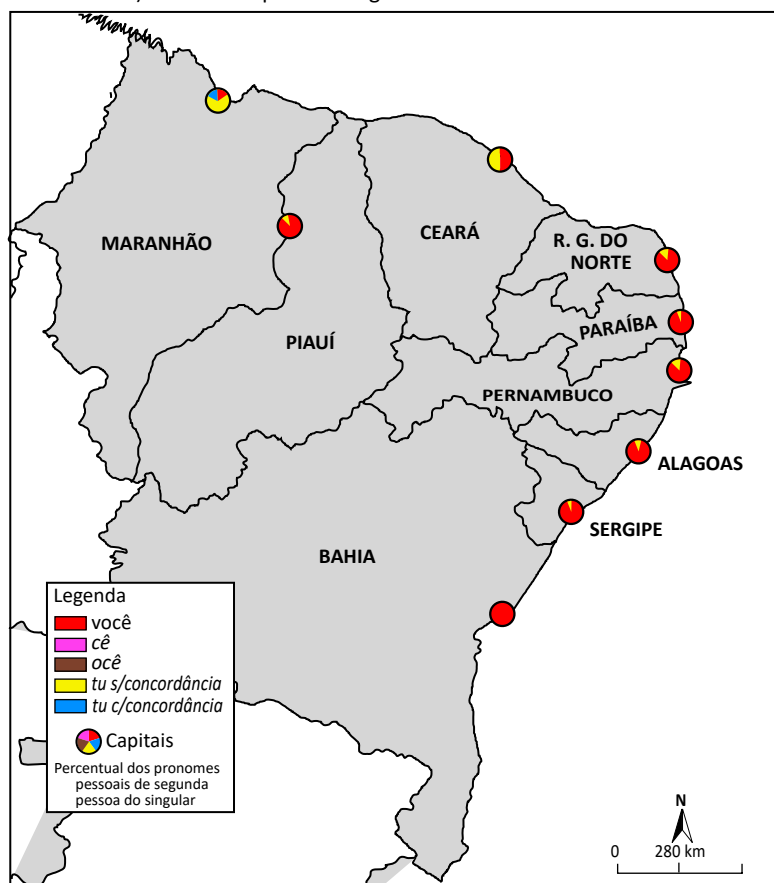 MARANHÃO
CEARÁ
R. G. DO
NORTE
PARAÍBA
PIAUÍ
PERNAMBUCO
ALAGOAS
SERGIPE
BAHIA
Legenda
você
cê
ocê
tu s/concordância
tu c/concordância
Capitais
Percentual dos pronomes
pessoais de segunda
pessoa do singular
N
0 280 km